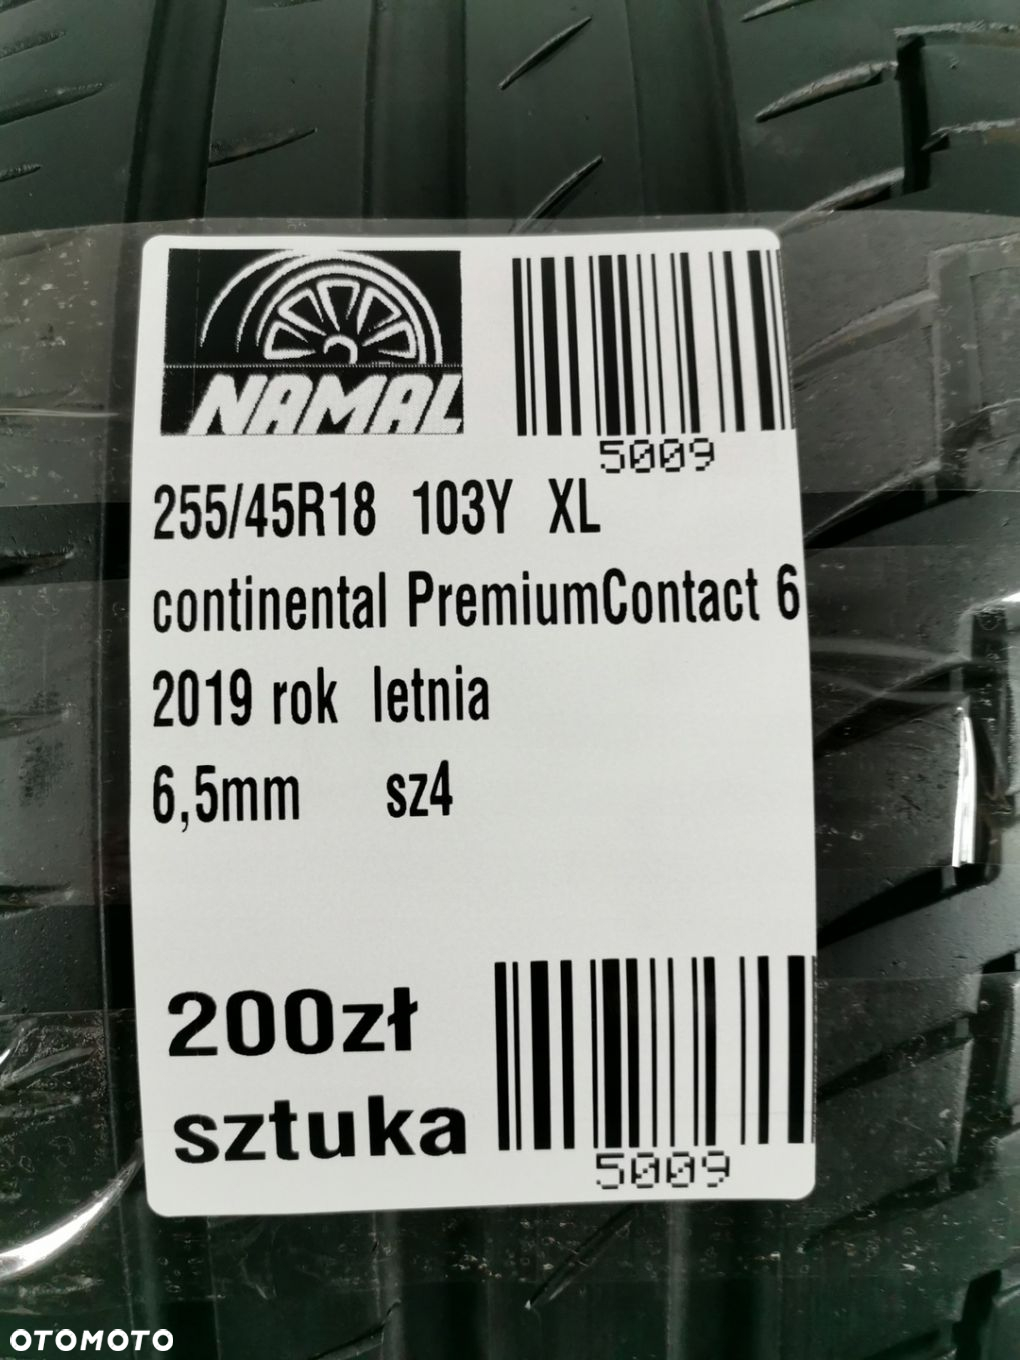 NAMAL
5009
255/45R18 103Y XL
continental PremiumContact 6
2019 rok letnia
6,5mm sz4
200zł
sztuka
5009
OTOMOTO